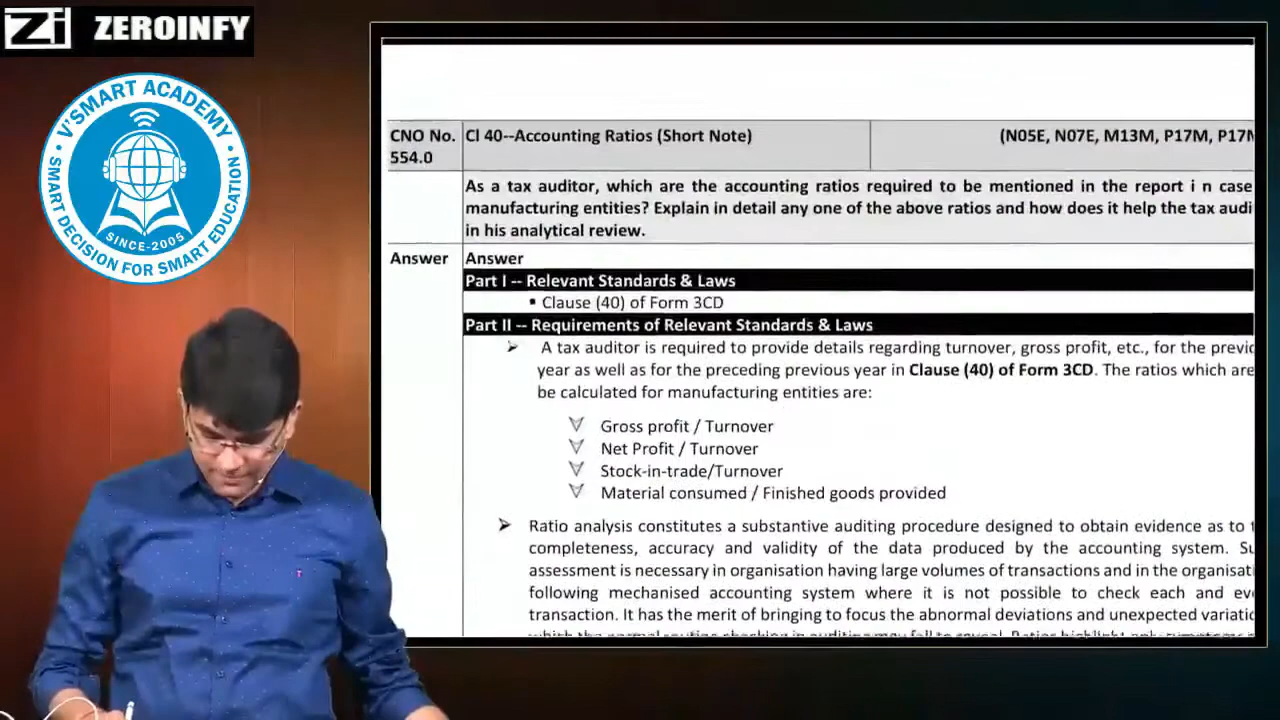 Zi ZEROINFY
V'SMART ACADEMY
SMART DECISION FOR SMART EDUCATION
SINCE-2005
CNO No. Cl 40--Accounting Ratios (Short Note) (N05E, N07E, M13M, P17M,
554.0
As a tax auditor, which are the accounting ratios required to be mentioned in the report i n case
manufacturing entities? Explain in detail any one of the above ratios and how does it help the tax
in his analytical review.
Answer Answer
Part I -- Relevant Standards & Laws
▪ Clause (40) of Form 3CD
Part II -- Requirements of Relevant Standards & Laws
A tax auditor is required to provide details regarding turnover, gross profit, etc., for the
year as well as for the preceding previous year in Clause (40) of Form 3CD. The ratios which are
be calculated for manufacturing entities are:
Gross profit / Turnover
Net Profit / Turnover
Stock-in-trade/Turnover
Material consumed / Finished goods provided
Ratio analysis constitutes a substantive auditing procedure designed to obtain evidence as to
completeness, accuracy and validity of the data produced by the accounting system.
assessment is necessary in organisation having large volumes of transactions and in the
following mechanised accounting system where it is not possible to check each and
transaction. It has the merit of bringing to focus the abnormal deviations and unexpected